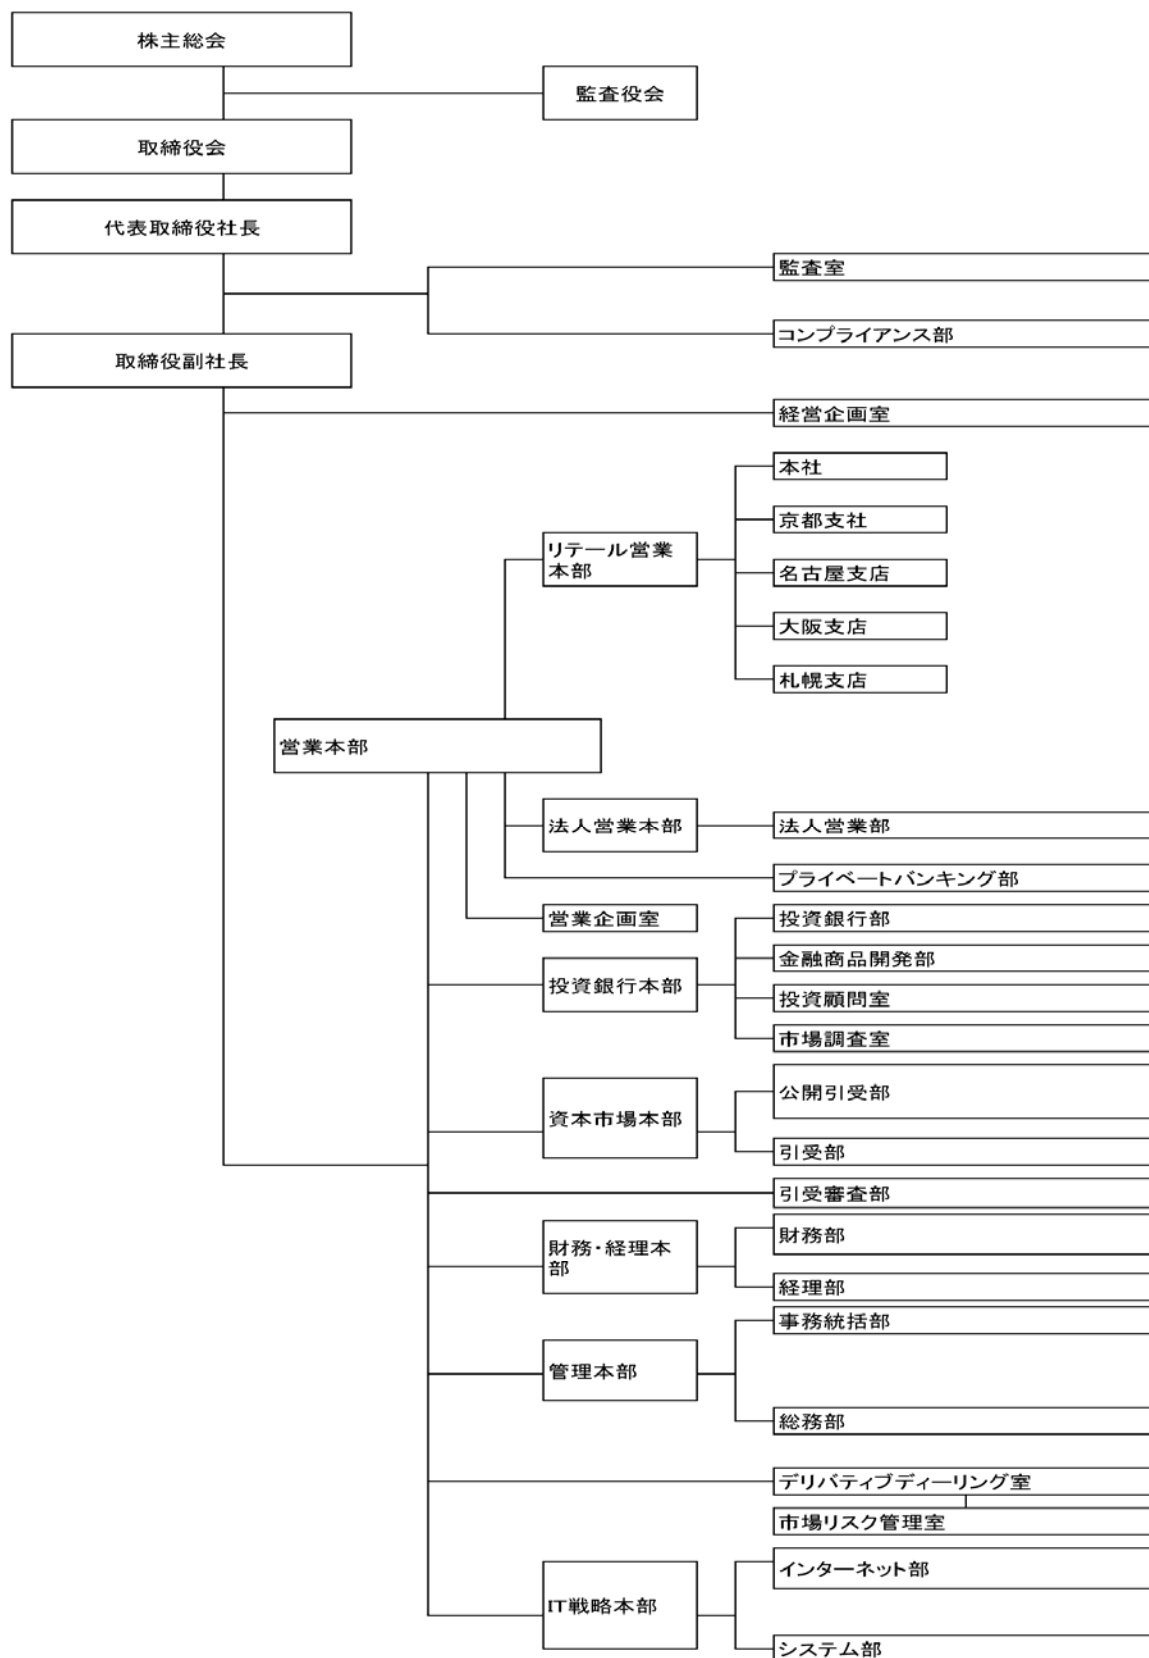 株主総会
監査役会
取締役会
代表取締役社長
監査室
コンプライアンス部
取締役副社長
経営企画室
本社
京都支社
リテール営業
本部
名古屋支店
大阪支店
札幌支店
営業本部
法人営業本部
法人営業部
プライベートバンキング部
営業企画室
投資銀行部
金融商品開発部
投資銀行本部
投資顧問室
市場調査室
公開引受部
資本市場本部
引受部
引受審査部
財務部
財務・経理本
部
経理部
事務統括部
管理本部
総務部
デリバティブディーリング室
市場リスク管理室
インターネット部
IT戦略本部
システム部